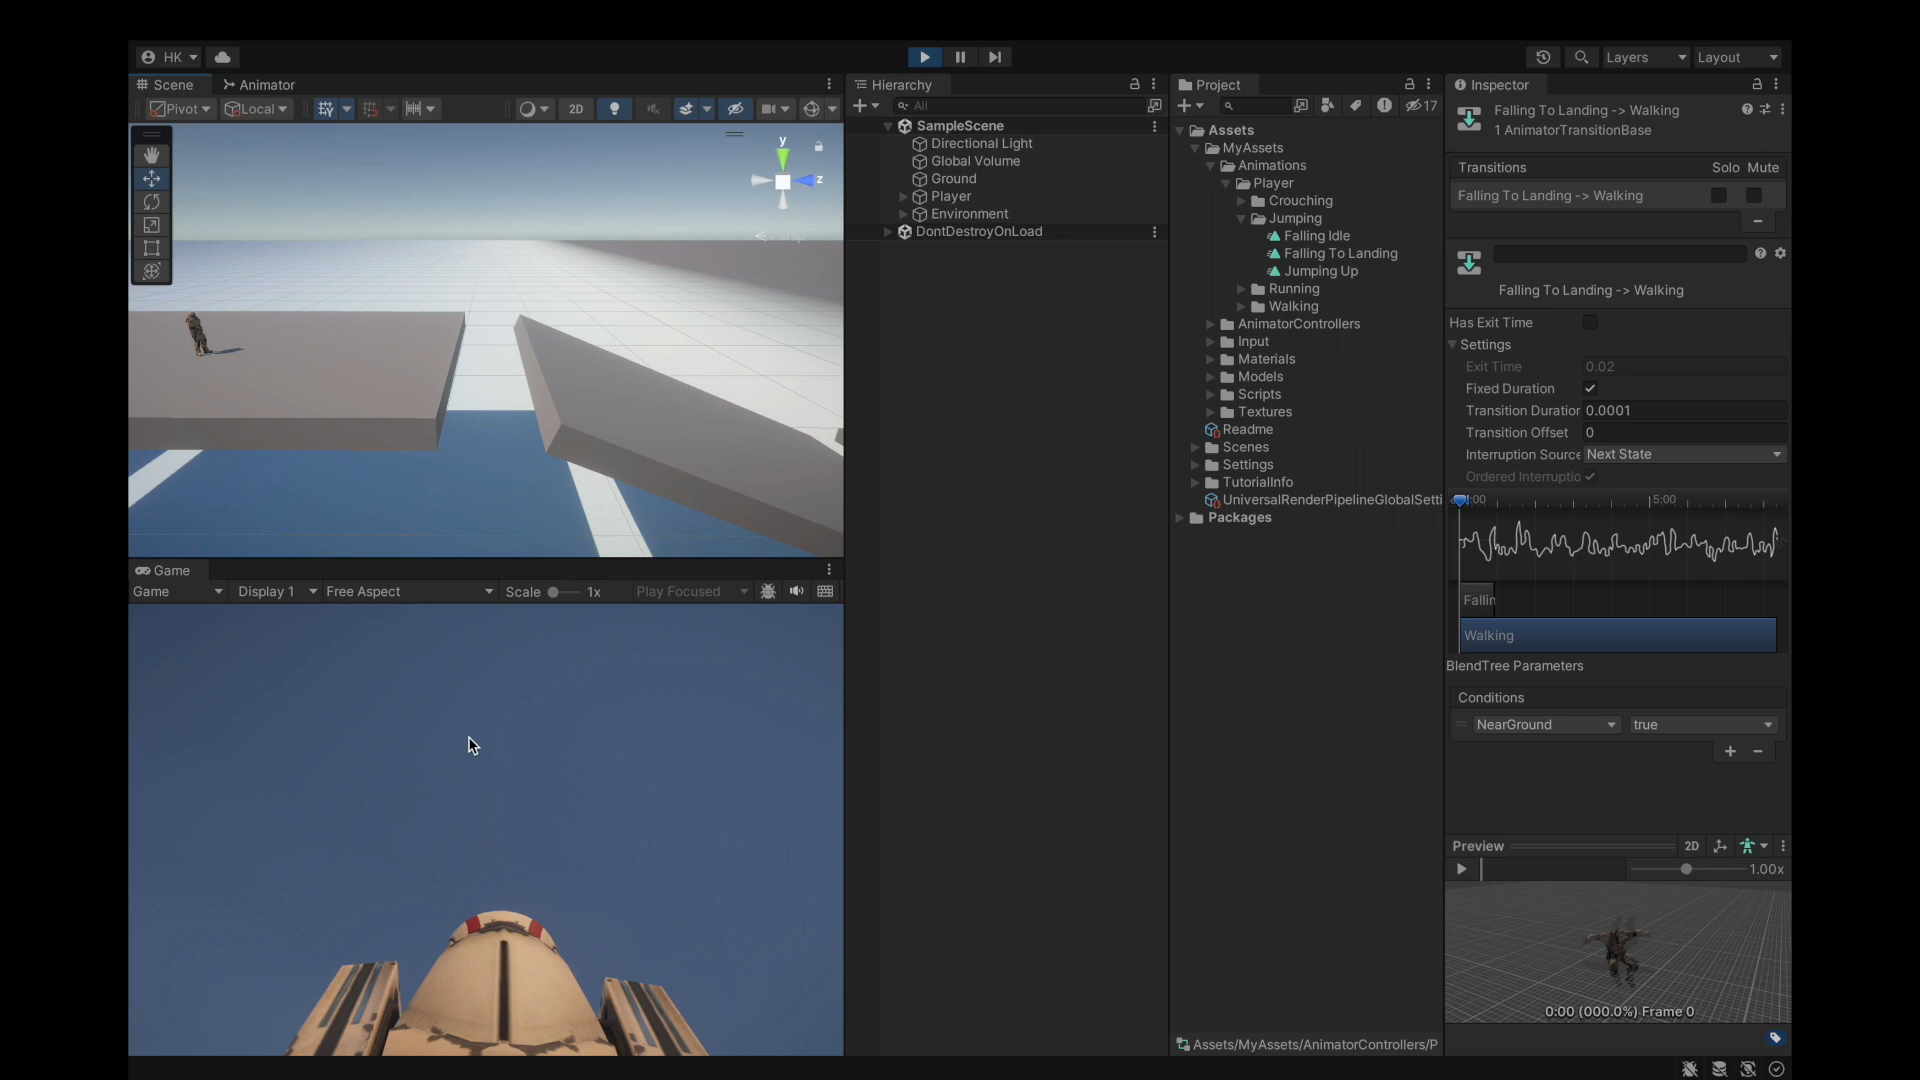 HK
Layers
Layout
Scene
Animator
Pivot
Local
2D
y
z
Persp
Game
Game
Display 1
Free Aspect
Scale
1x
Play Focused
Hierarchy
All
SampleScene
Directional Light
Global Volume
Ground
Player
Environment
DontDestroyOnLoad
Project
17
Assets
MyAssets
Animations
Player
Crouching
Jumping
Falling Idle
Falling To Landing
Jumping Up
Running
Walking
AnimatorControllers
Input
Materials
Models
Scripts
Textures
Readme
Scenes
Settings
TutorialInfo
UniversalRenderPipelineGlobalSetti
Packages
Assets/MyAssets/AnimatorControllers/P
Inspector
Falling To Landing -> Walking
1 AnimatorTransitionBase
Transitions Solo Mute
Falling To Landing -> Walking
Falling To Landing -> Walking
Has Exit Time
Settings
Exit Time 0.02
Fixed Duration
Transition Duration 0.0001
Transition Offset 0
Interruption Source Next State
Ordered Interruptio
:00 5:00
Fallin
Walking
BlendTree Parameters
Conditions
NearGround true
Preview 2D
1.00x
0:00 (000.0%) Frame 0